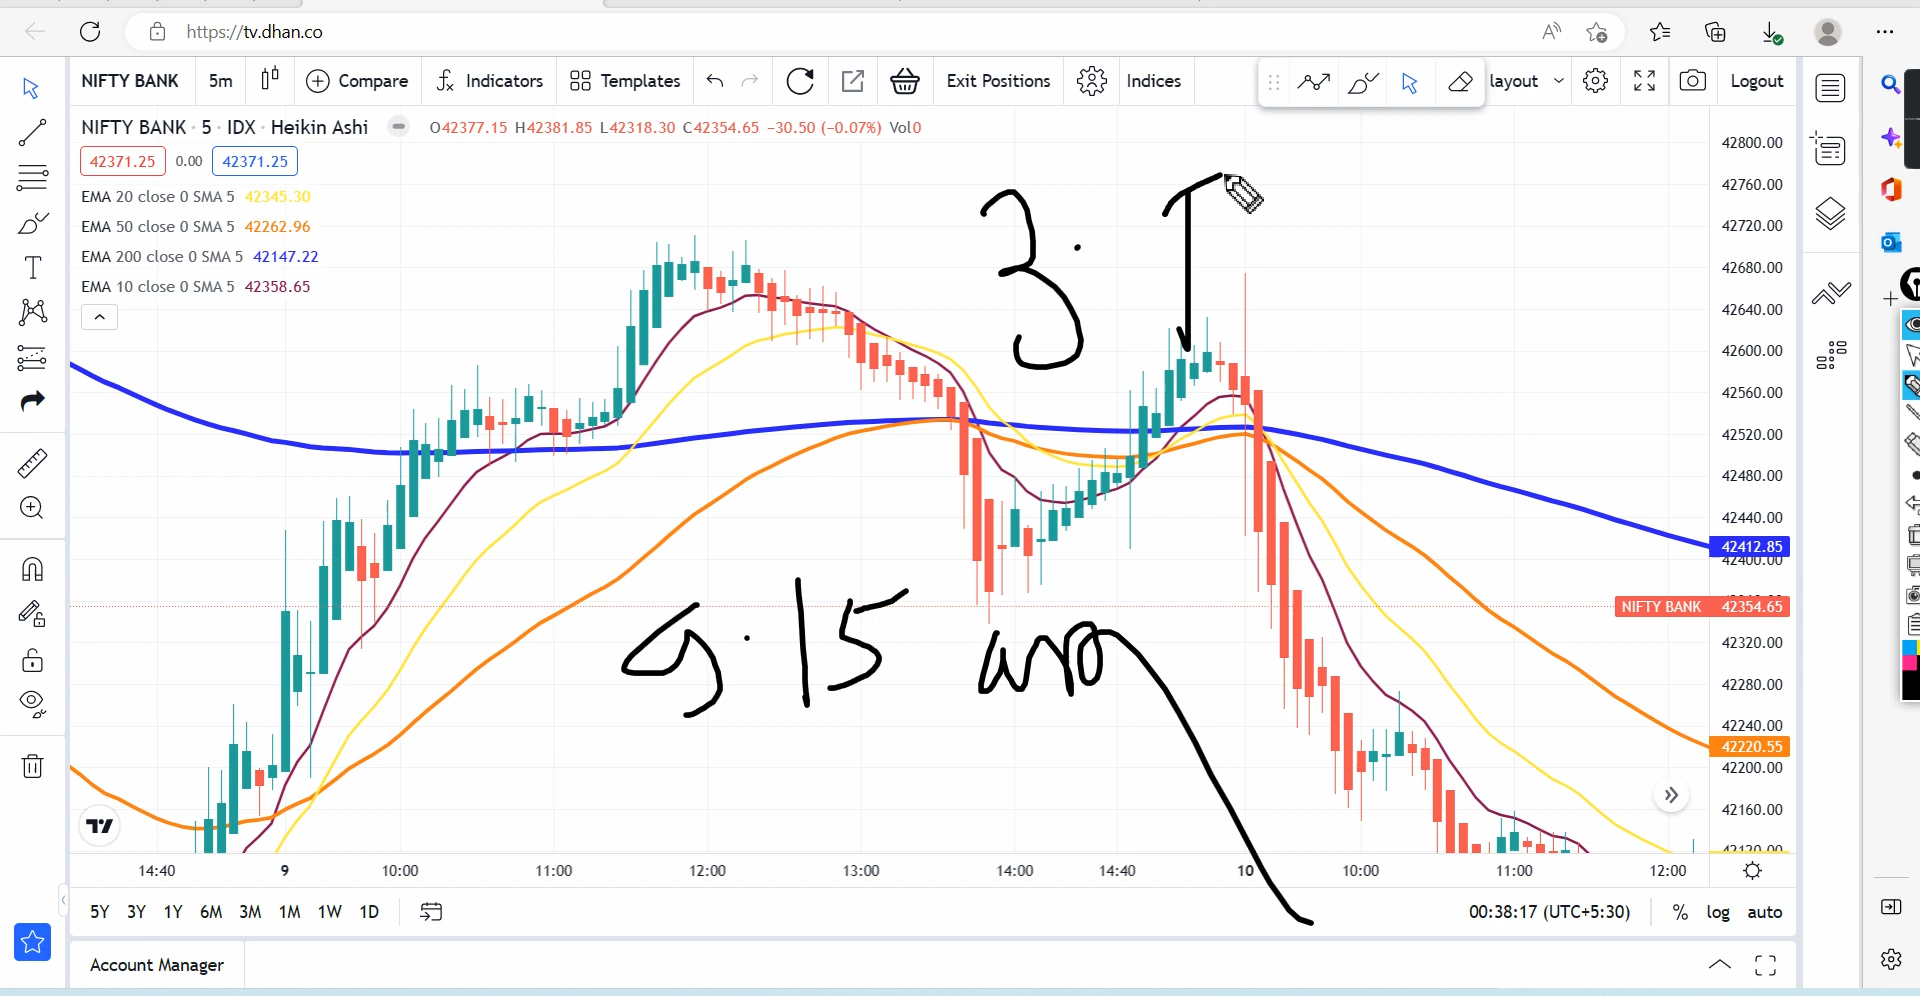 https://tv.dhan.co
NIFTY BANK 5m Compare Indicators Templates Exit Positions Indices layout Logout
NIFTY BANK · 5 · IDX · Heikin Ashi O42377.15 H42381.85 L42318.30 C42354.65 −30.50 (−0.07%) Vol0
42371.25 0.00 42371.25
EMA 20 close 0 SMA 5 42345.30
EMA 50 close 0 SMA 5 42262.96
EMA 200 close 0 SMA 5 42147.22
EMA 10 close 0 SMA 5 42358.65
42800.00
42760.00
42720.00
42680.00
42640.00
42600.00
42560.00
42520.00
42480.00
42440.00
42412.85
42400.00
NIFTY BANK 42354.65
42320.00
42280.00
42240.00
42220.55
42200.00
42160.00
42120.00
3.
9.15 am
14:40 9 10:00 11:00 12:00 13:00 14:00 14:40 10 10:00 11:00 12:00
5Y 3Y 1Y 6M 3M 1M 1W 1D 00:38:17 (UTC+5:30) % log auto
Account Manager